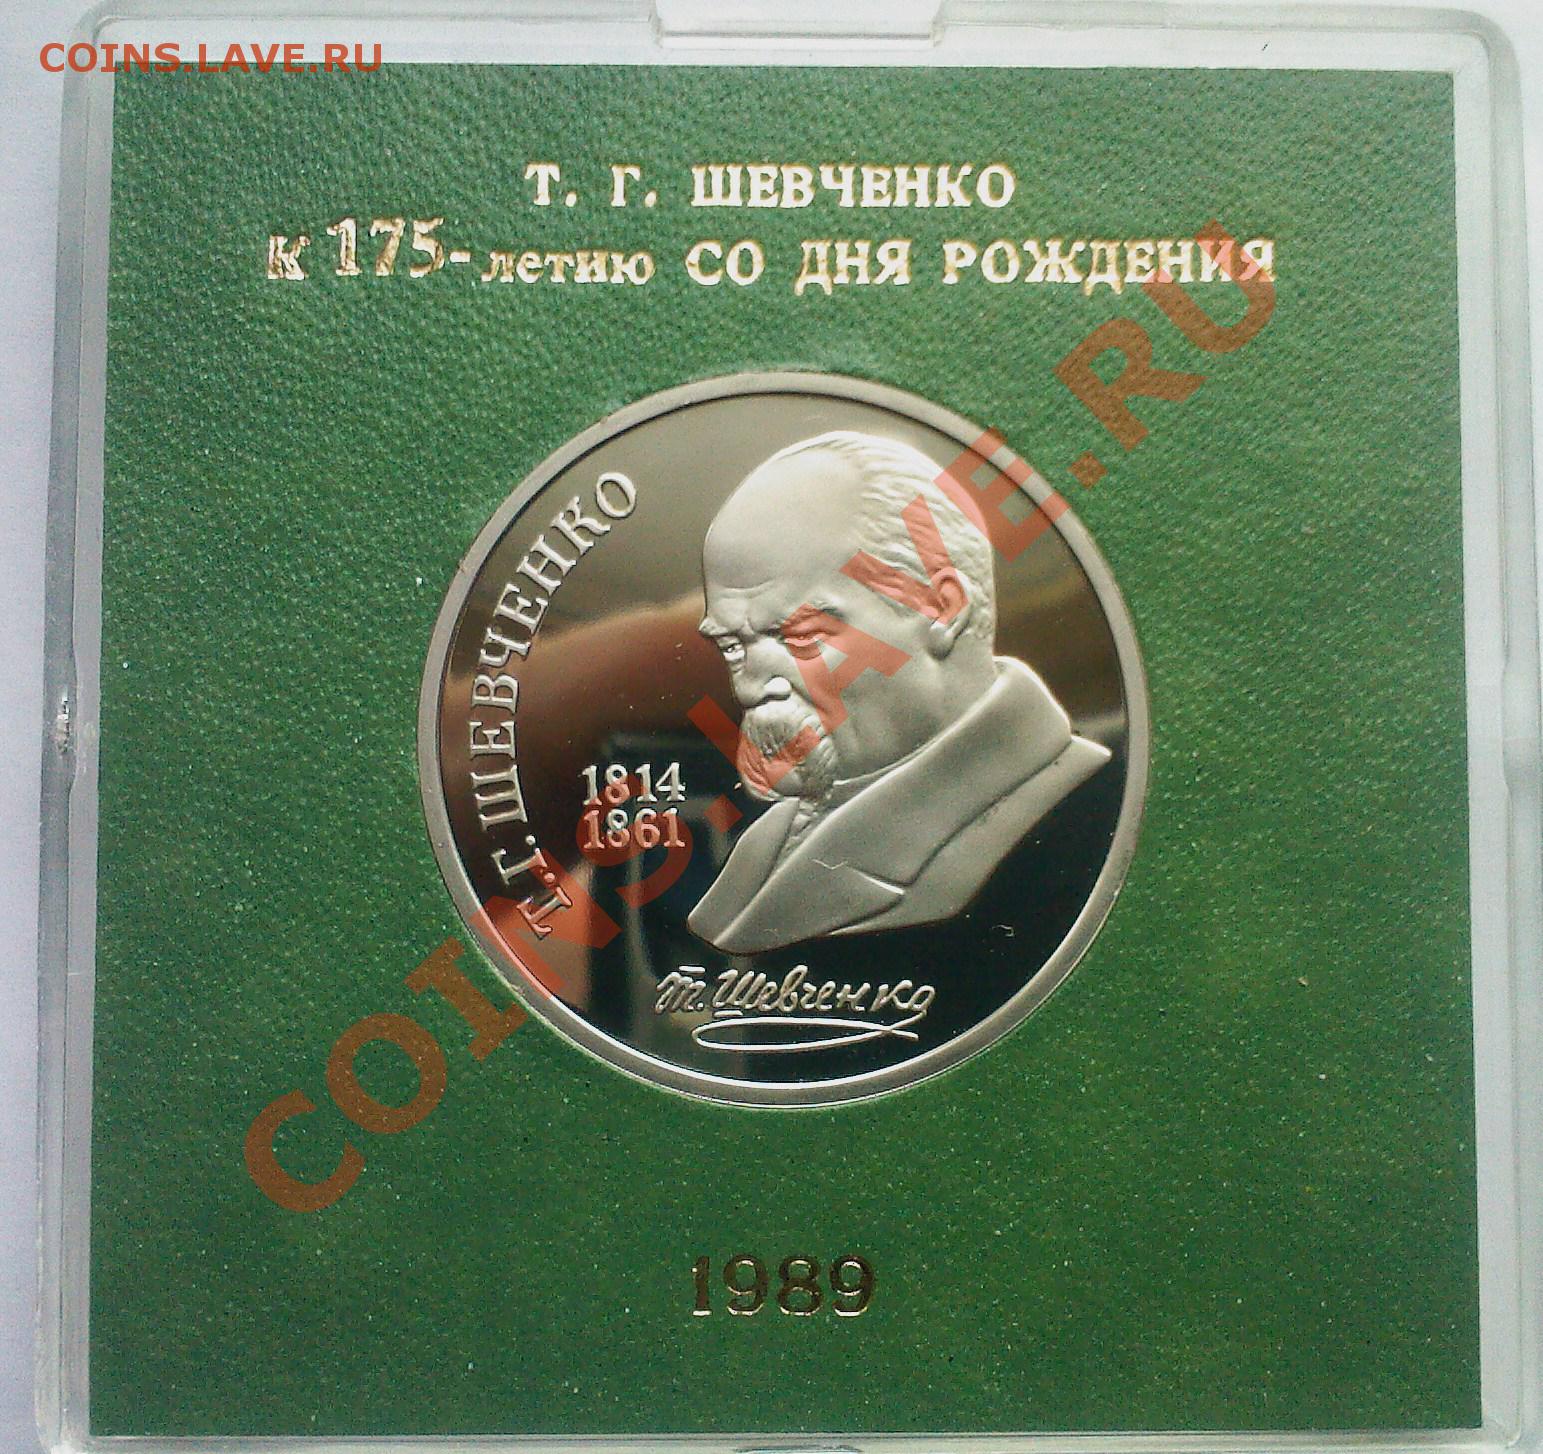 COINS.LAVE.RU
Т. Г. ШЕВЧЕНКО
К 175-летию СО ДНЯ РОЖДЕНИЯ
Т.Г. ШЕВЧЕНКО
1814
1861
Т. Шевченко
1989
COINS.LAVE.RU